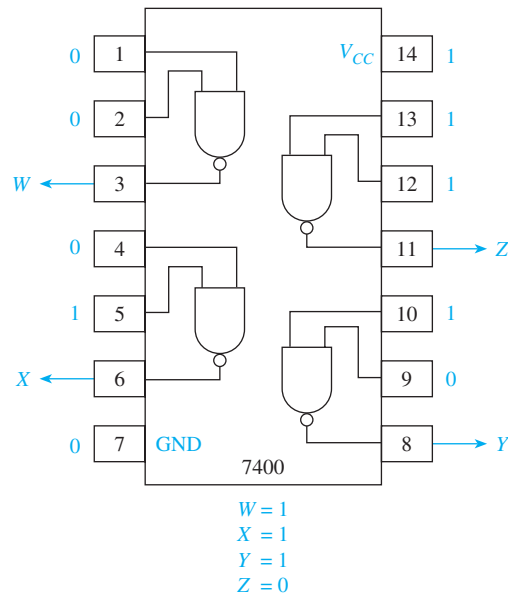 0 1 V_CC 14 1
0 2 13 1
W 3 12 1
0 4 11 Z
1 5 10 1
X 6 9 0
0 7 GND 8 Y
7400
W = 1
X = 1
Y = 1
Z = 0